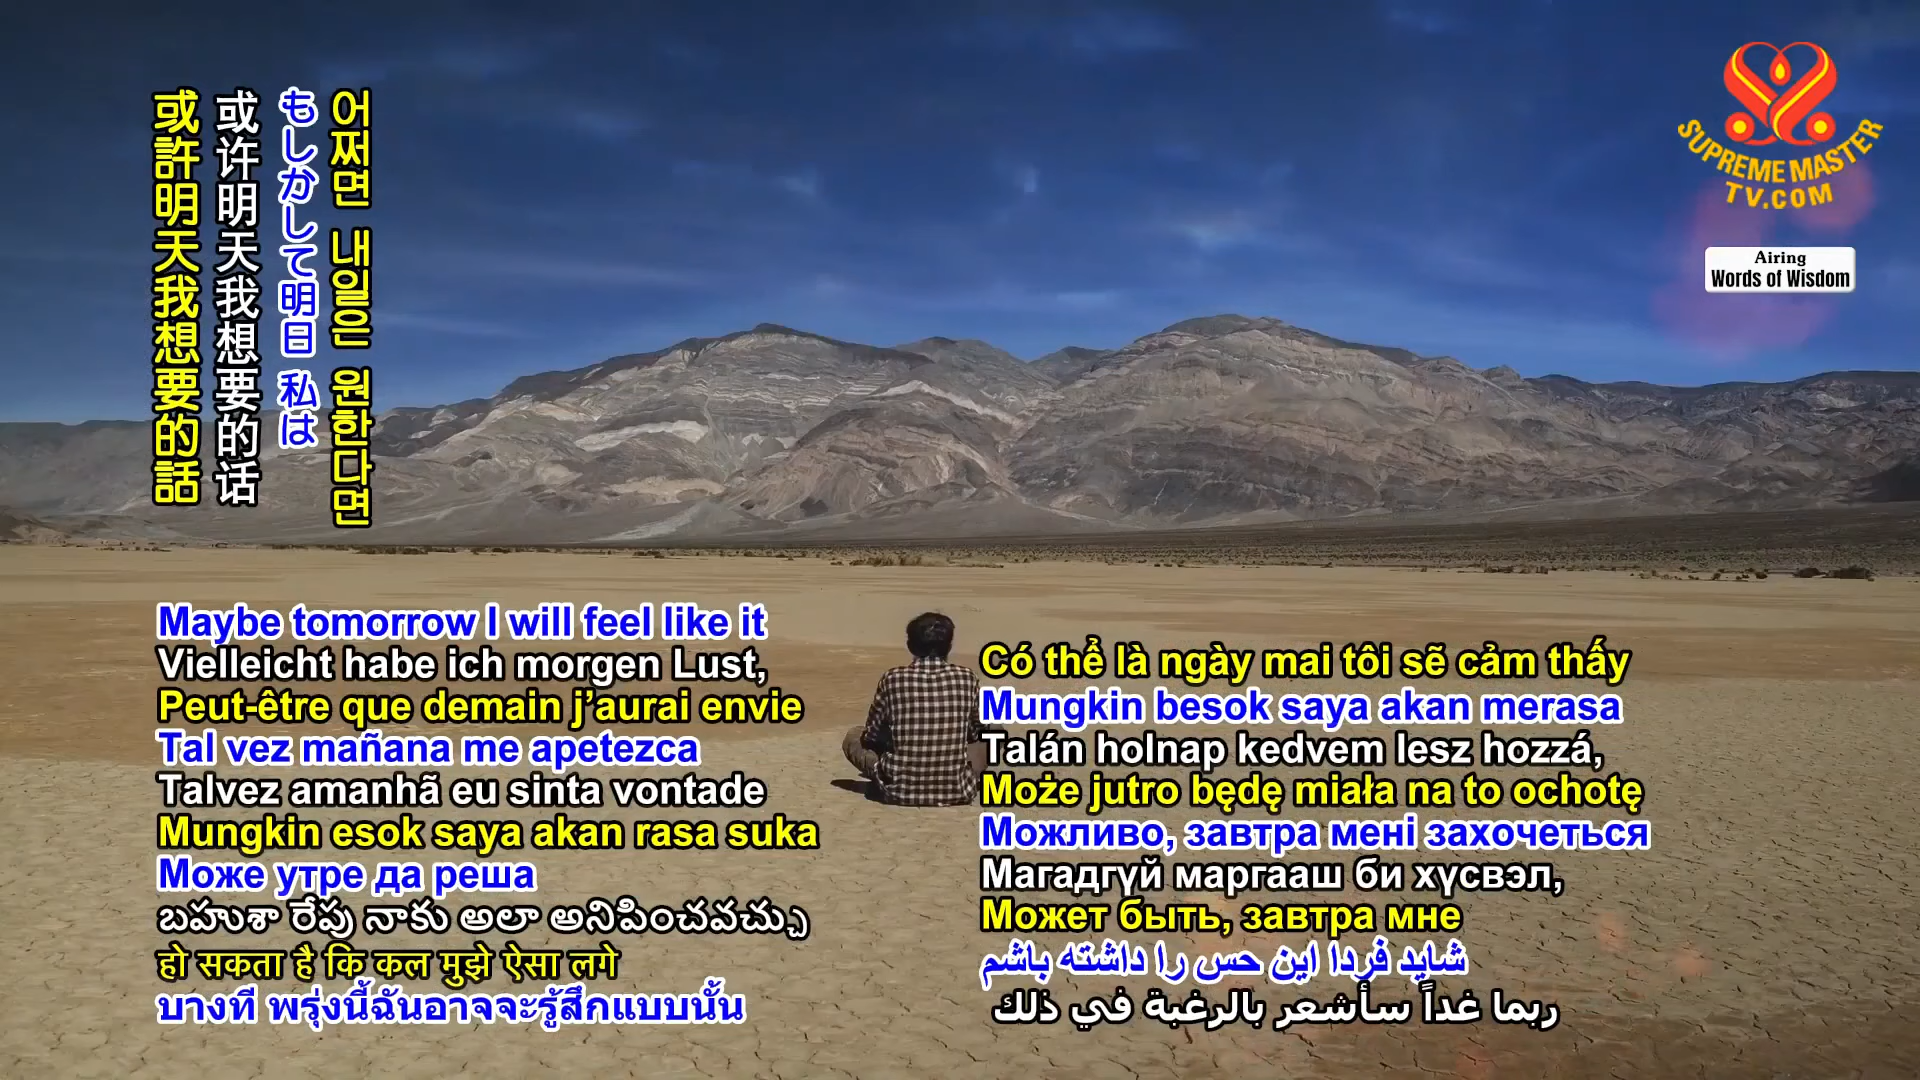 或許明天我想要的話
或许明天我想要的话
もしかして明日 私は
어쩌면 내일은 원한다면
SUPREME MASTER
TV.COM
Airing
Words of Wisdom
Maybe tomorrow I will feel like it
Vielleicht habe ich morgen Lust,
Peut-être que demain j’aurai envie
Tal vez mañana me apetezca
Talvez amanhã eu sinta vontade
Mungkin esok saya akan rasa suka
Може утре да реша
బహుశా రేపు నాకు అలా అనిపించవచ్చు
हो सकता है कि कल मुझे ऐसा लगे
บางที พรุ่งนี้ฉันอาจจะรู้สึกแบบนั้น
Có thể là ngày mai tôi sẽ cảm thấy
Mungkin besok saya akan merasa
Talán holnap kedvem lesz hozzá,
Może jutro będę miała na to ochotę
Можливо, завтра мені захочеться
Магадгүй маргааш би хүсвэл,
Может быть, завтра мне
شاید فردا این حس را داشته باشم
ربما غداً سأشعر بالرغبة في ذلك